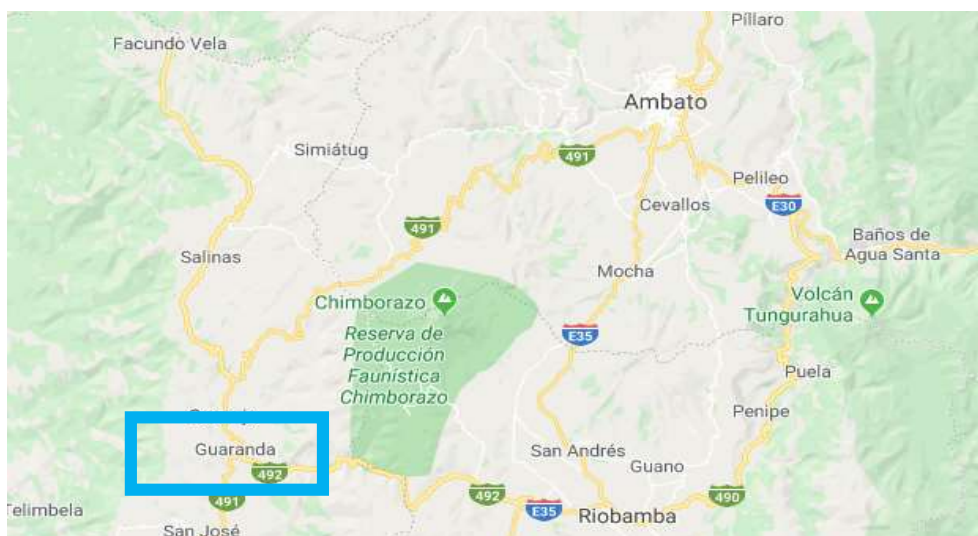 Píllaro
Facundo Vela
Ambato
Simiátug
491
Pelileo
Cevallos
E30
491
Baños de
Agua Santa
Salinas
Mocha
Chimborazo
Volcán
Tungurahua
Reserva de
Producción
Faunística
Chimborazo
E35
Puela
Penipe
Guaranda
San Andrés
Guano
492
492
490
491
E35
Riobamba
Telimbela
San José